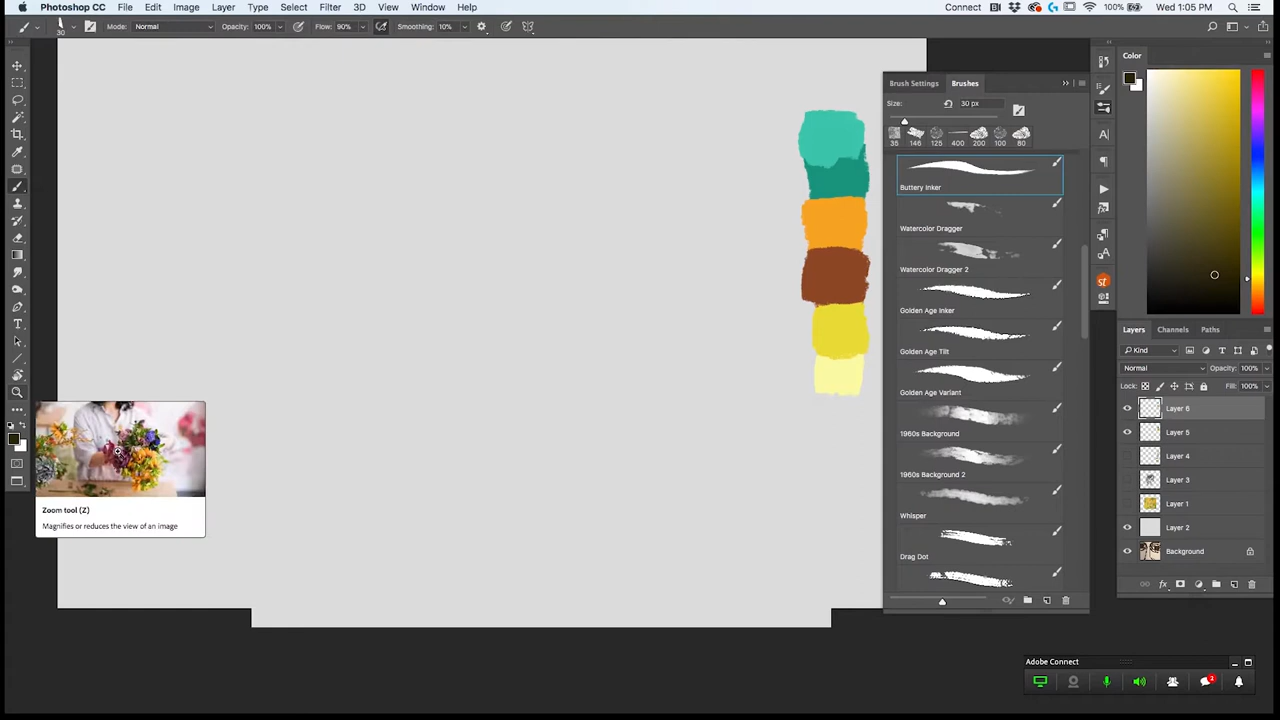 Photoshop CC File Edit Image Layer Type Select Filter 3D View Window Help Connect 100% Wed 1:05 PM
30 Mode: Normal Opacity: 100% Flow: 90% Smoothing: 10%
Brush Settings Brushes
Size: 30 px
35 146 125 400 200 100 80
Buttery Inker
Watercolor Dragger
Watercolor Dragger 2
Golden Age Inker
Golden Age Tilt
Golden Age Variant
1960s Background
1960s Background 2
Whisper
Drag Dot
Color
Layers Channels Paths
Kind
Normal Opacity: 100%
Lock: Fill: 100%
Layer 6
Layer 5
Layer 4
Layer 3
Layer 1
Layer 2
Background
Zoom tool (Z)
Magnifies or reduces the view of an image
Adobe Connect